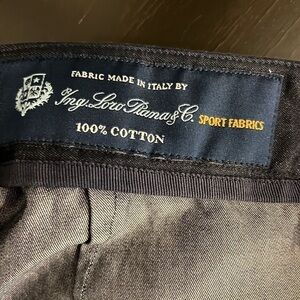 FABRIC MADE IN ITALY BY
Ing. Loro Piana & C. SPORT FABRICS
100% COTTON